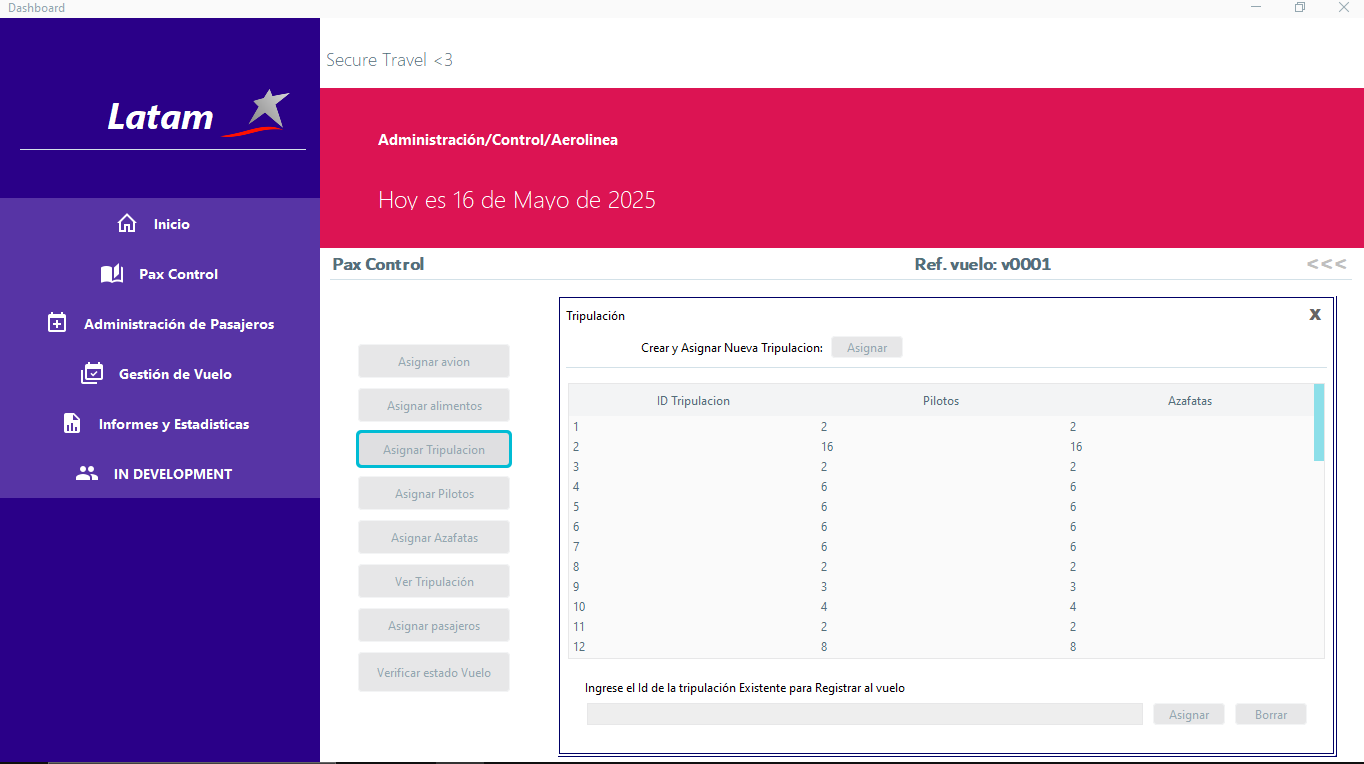 Dashboard
Secure Travel <3
Latam
Administración/Control/Aerolinea
Hoy es 16 de Mayo de 2025
Inicio
Pax Control
Administración de Pasajeros
Gestión de Vuelo
Informes y Estadisticas
IN DEVELOPMENT
Pax Control Ref. vuelo: v0001 <<<
Asignar avion
Asignar alimentos
Asignar Tripulacion
Asignar Pilotos
Asignar Azafatas
Ver Tripulación
Asignar pasajeros
Verificar estado Vuelo
Tripulación X
Crear y Asignar Nueva Tripulacion: Asignar
ID Tripulacion Pilotos Azafatas
1 2 2
2 16 16
3 2 2
4 6 6
5 6 6
6 6 6
7 6 6
8 2 2
9 3 3
10 4 4
11 2 2
12 8 8
Ingrese el Id de la tripulación Existente para Registrar al vuelo
Asignar Borrar